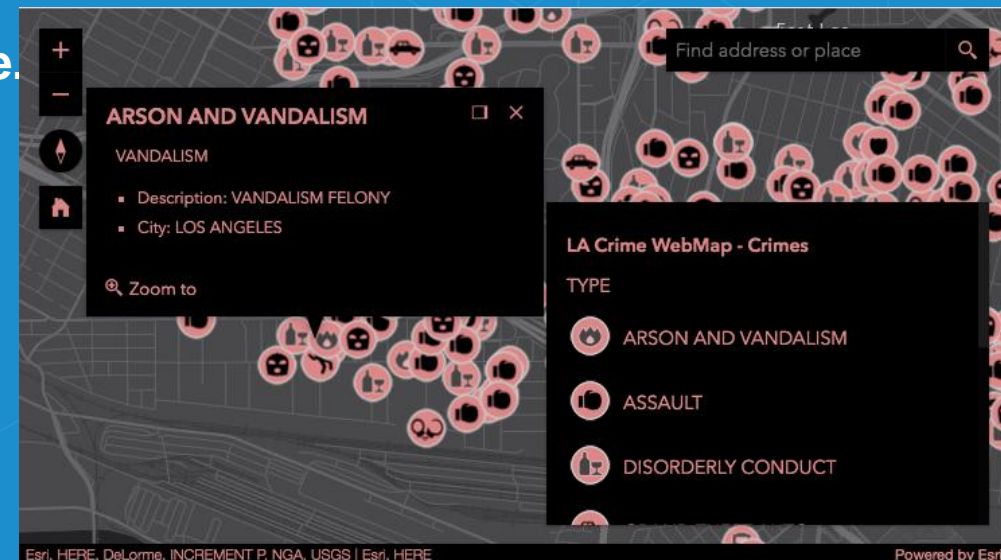 e.
+
Find address or place
−
ARSON AND VANDALISM
VANDALISM
▪ Description: VANDALISM FELONY
▪ City: LOS ANGELES
Zoom to
LA Crime WebMap - Crimes
TYPE
ARSON AND VANDALISM
ASSAULT
DISORDERLY CONDUCT
Esri, HERE, DeLorme, INCREMENT P, NGA, USGS | Esri, HERE
Powered by Esri